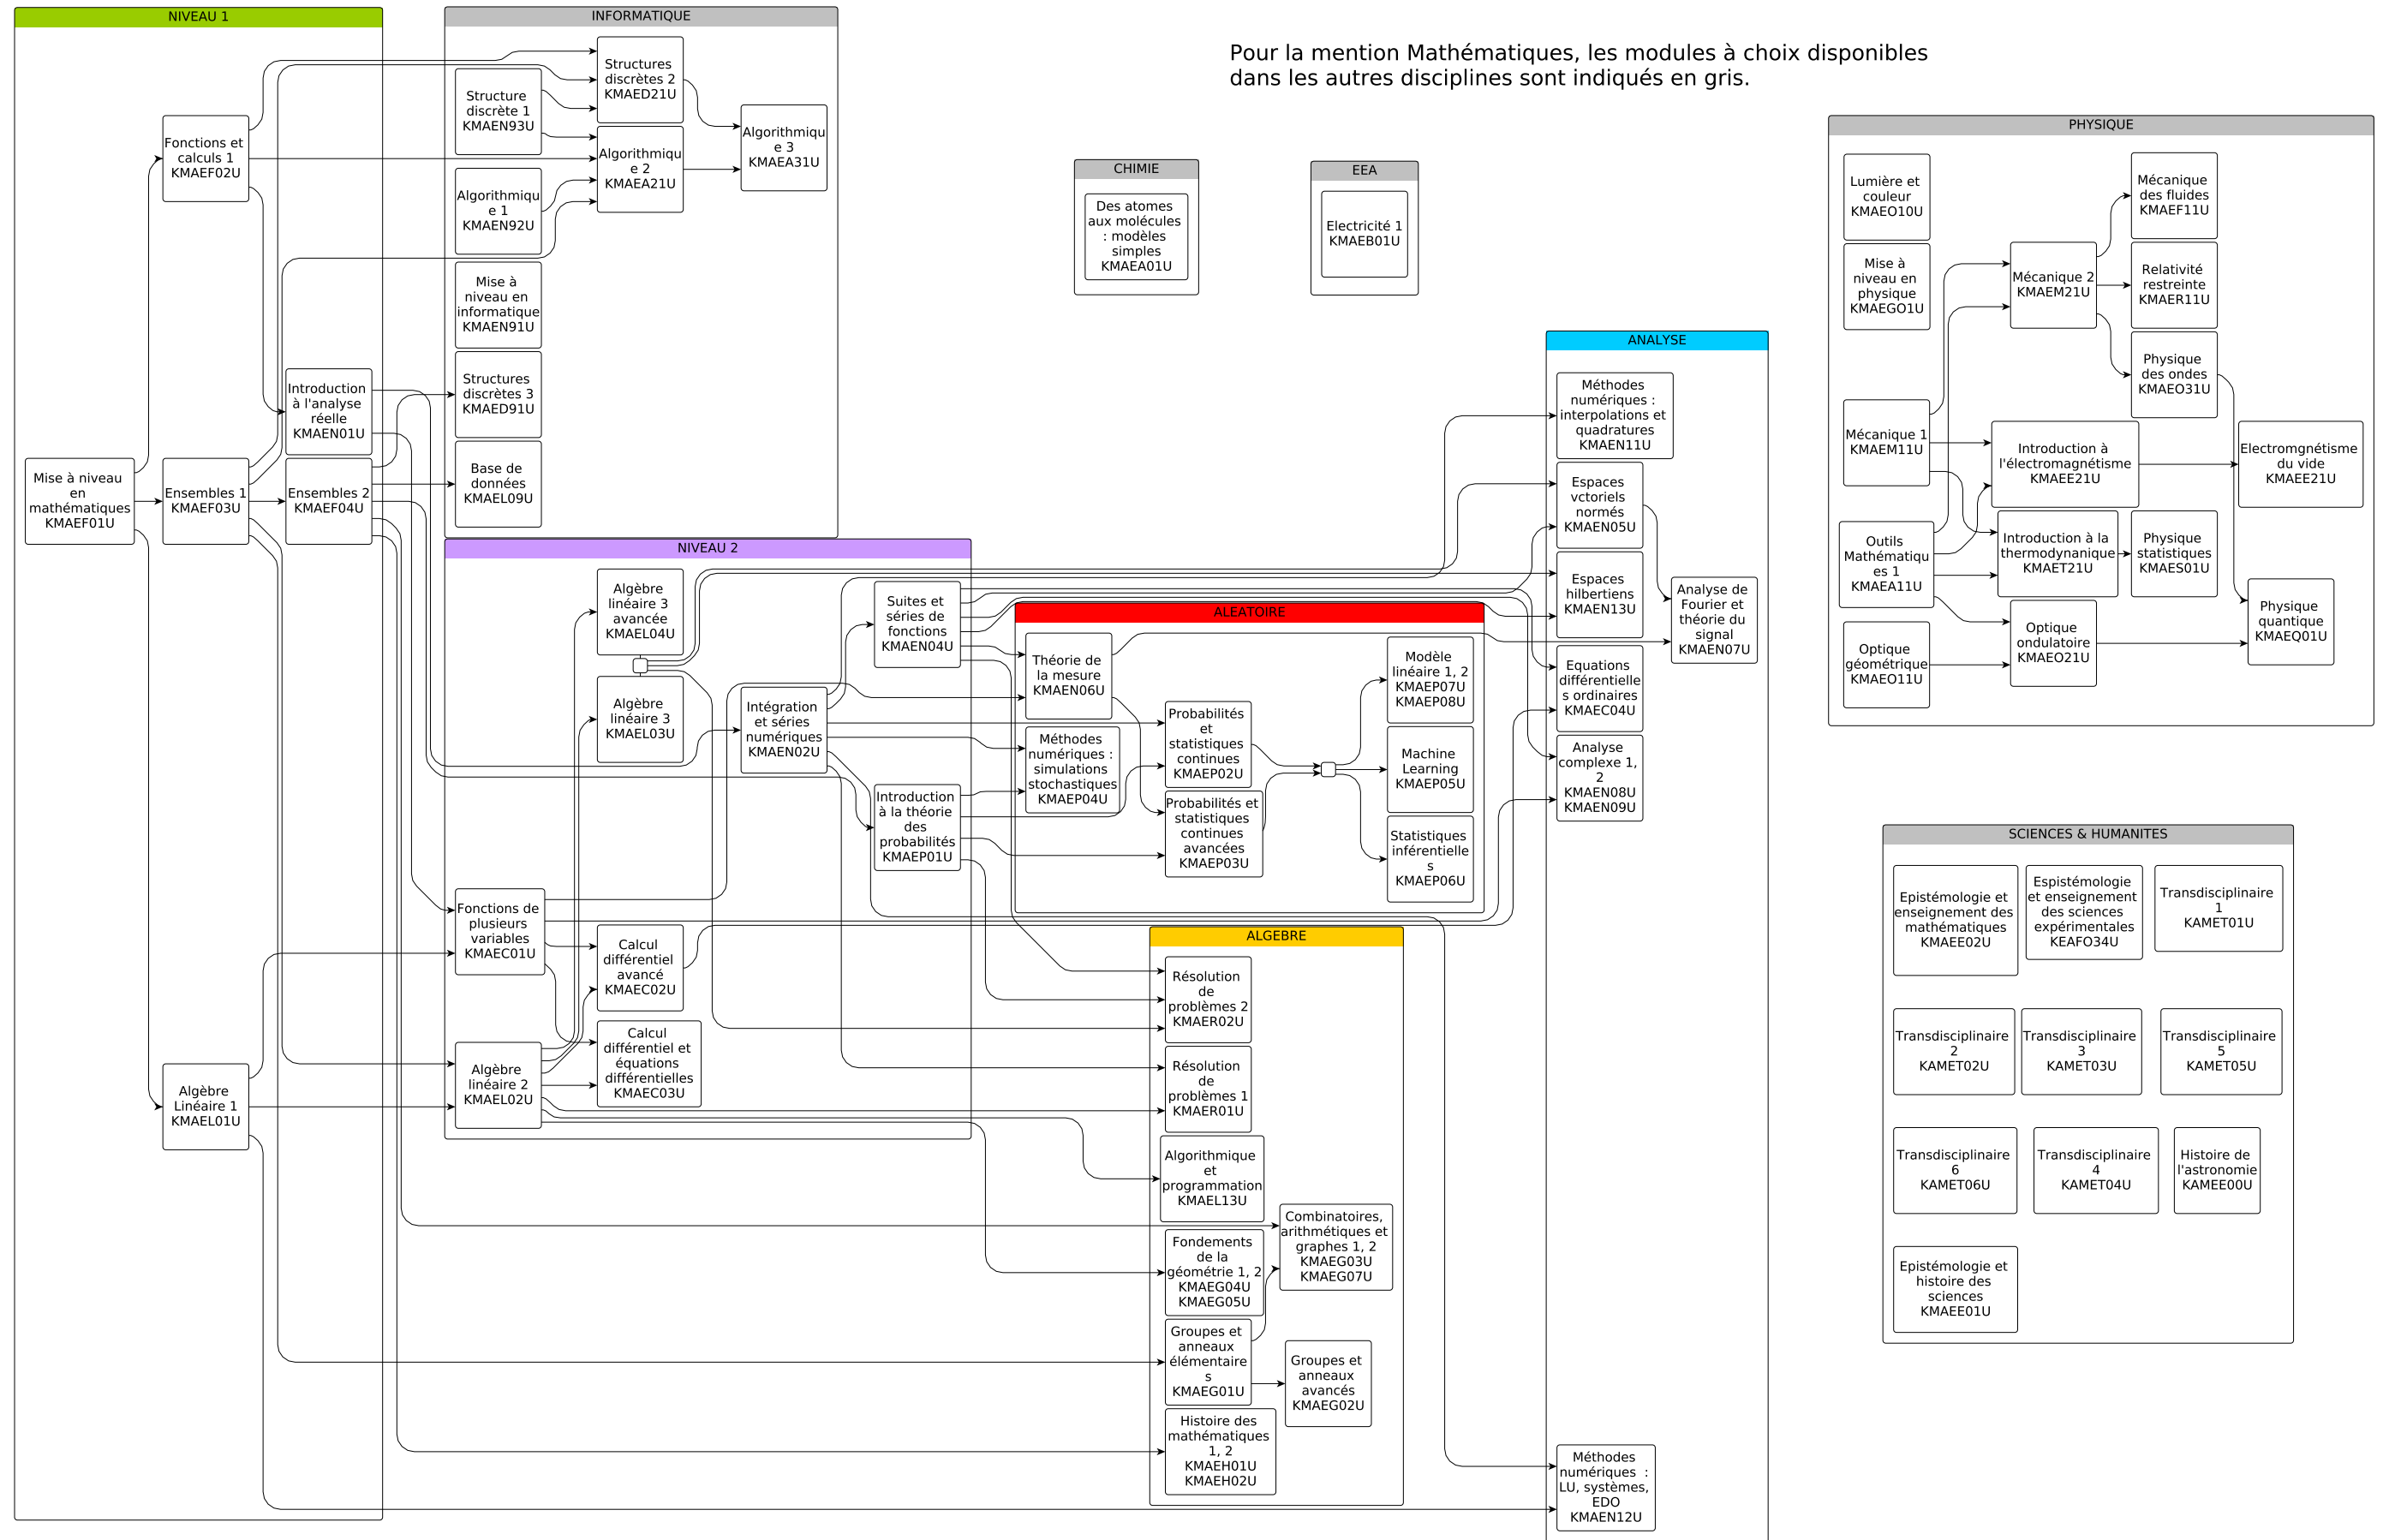 NIVEAU 1
Mise à niveau
en
mathématiques
KMAEF01U
Fonctions et
calculs 1
KMAEF02U
Ensembles 1
KMAEF03U
Algèbre
Linéaire 1
KMAEL01U
Introduction
à l'analyse
réelle
KMAEN01U
Ensembles 2
KMAEF04U
INFORMATIQUE
Structure
discrète 1
KMAEN93U
Algorithmiqu
e 1
KMAEN92U
Mise à
niveau en
informatique
KMAEN91U
Structures
discrètes 3
KMAED91U
Base de
données
KMAEL09U
Structures
discrètes 2
KMAED21U
Algorithmiqu
e 2
KMAEA21U
Algorithmiqu
e 3
KMAEA31U
NIVEAU 2
Algèbre
linéaire 3
avancée
KMAEL04U
Algèbre
linéaire 3
KMAEL03U
Fonctions de
plusieurs
variables
KMAEC01U
Algèbre
linéaire 2
KMAEL02U
Calcul
différentiel
avancé
KMAEC02U
Calcul
différentiel et
équations
différentielles
KMAEC03U
Intégration
et séries
numériques
KMAEN02U
Suites et
séries de
fonctions
KMAEN04U
Introduction
à la théorie
des
probabilités
KMAEP01U
Pour la mention Mathématiques, les modules à choix disponibles
dans les autres disciplines sont indiqués en gris.
CHIMIE
Des atomes
aux molécules
: modèles
simples
KMAEA01U
EEA
Electricité 1
KMAEB01U
ALEATOIRE
Théorie de
la mesure
KMAEN06U
Méthodes
numériques :
simulations
stochastiques
KMAEP04U
Probabilités
et
statistiques
continues
KMAEP02U
Probabilités et
statistiques
continues
avancées
KMAEP03U
Modèle
linéaire 1, 2
KMAEP07U
KMAEP08U
Machine
Learning
KMAEP05U
Statistiques
inférentielle
s
KMAEP06U
ALGEBRE
Résolution
de
problèmes 2
KMAER02U
Résolution
de
problèmes 1
KMAER01U
Algorithmique
et
programmation
KMAEL13U
Fondements
de la
géométrie 1, 2
KMAEG04U
KMAEG05U
Groupes et
anneaux
élémentaire
s
KMAEG01U
Histoire des
mathématiques
1, 2
KMAEH01U
KMAEH02U
Combinatoires,
arithmétiques et
graphes 1, 2
KMAEG03U
KMAEG07U
Groupes et
anneaux
avancés
KMAEG02U
ANALYSE
Méthodes
numériques :
interpolations et
quadratures
KMAEN11U
Espaces
vctoriels
normés
KMAEN05U
Espaces
hilbertiens
KMAEN13U
Equations
différentielle
s ordinaires
KMAEC04U
Analyse
complexe 1,
2
KMAEN08U
KMAEN09U
Analyse de
Fourier et
théorie du
signal
KMAEN07U
Méthodes
numériques :
LU, systèmes,
EDO
KMAEN12U
PHYSIQUE
Lumière et
couleur
KMAEO10U
Mise à
niveau en
physique
KMAEGO1U
Mécanique 1
KMAEM11U
Outils
Mathématiqu
es 1
KMAEA11U
Optique
géométrique
KMAEO11U
Mécanique 2
KMAEM21U
Introduction à
l'électromagnétisme
KMAEE21U
Introduction à la
thermodynanique
KMAET21U
Optique
ondulatoire
KMAEO21U
Mécanique
des fluides
KMAEF11U
Relativité
restreinte
KMAER11U
Physique
des ondes
KMAEO31U
Physique
statistiques
KMAES01U
Electromgnétisme
du vide
KMAEE21U
Physique
quantique
KMAEQ01U
SCIENCES & HUMANITES
Epistémologie et
enseignement des
mathématiques
KMAEE02U
Espistémologie
et enseignement
des sciences
expérimentales
KEAFO34U
Transdisciplinaire
1
KAMET01U
Transdisciplinaire
2
KAMET02U
Transdisciplinaire
3
KAMET03U
Transdisciplinaire
5
KAMET05U
Transdisciplinaire
6
KAMET06U
Transdisciplinaire
4
KAMET04U
Histoire de
l'astronomie
KAMEE00U
Epistémologie et
histoire des
sciences
KMAEE01U